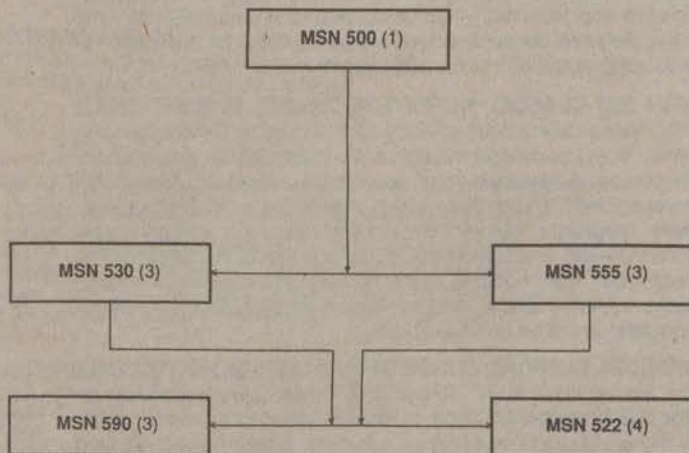 MSN 500 (1)
MSN 530 (3)
MSN 555 (3)
MSN 590 (3)
MSN 522 (4)